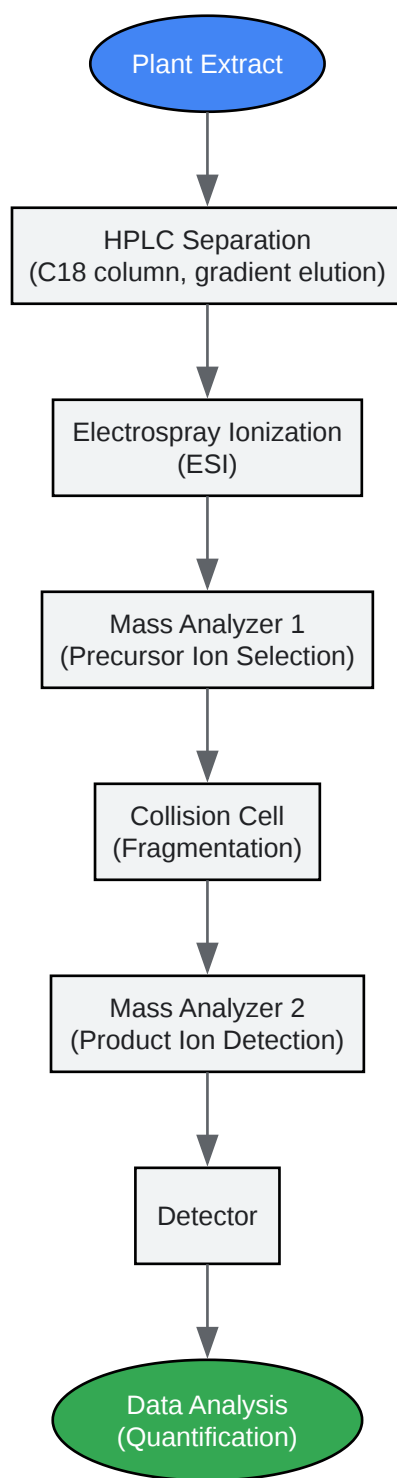 Plant Extract
HPLC Separation
(C18 column, gradient elution)
Electrospray Ionization
(ESI)
Mass Analyzer 1
(Precursor Ion Selection)
Collision Cell
(Fragmentation)
Mass Analyzer 2
(Product Ion Detection)
Detector
Data Analysis
(Quantification)